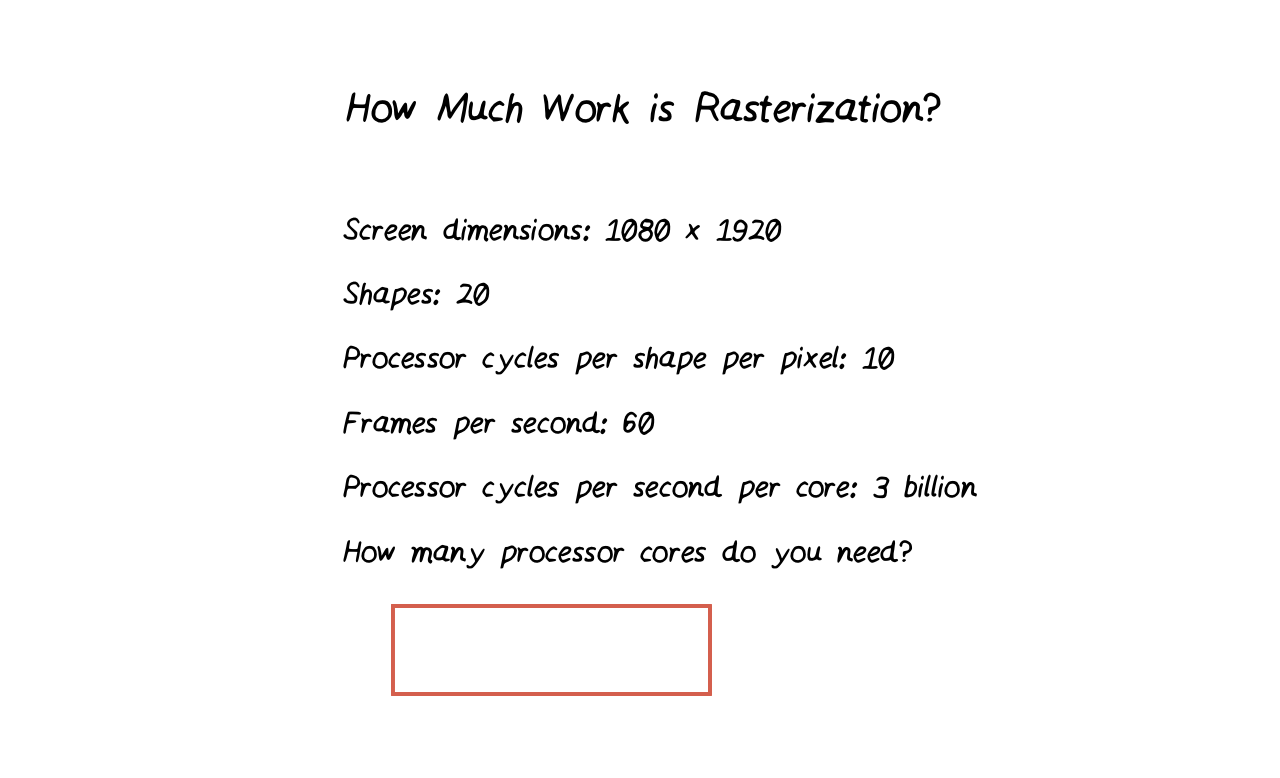 How Much Work is Rasterization?
Screen dimensions: 1080 x 1920
Shapes: 20
Processor cycles per shape per pixel: 10
Frames per second: 60
Processor cycles per second per core: 3 billion
How many processor cores do you need?